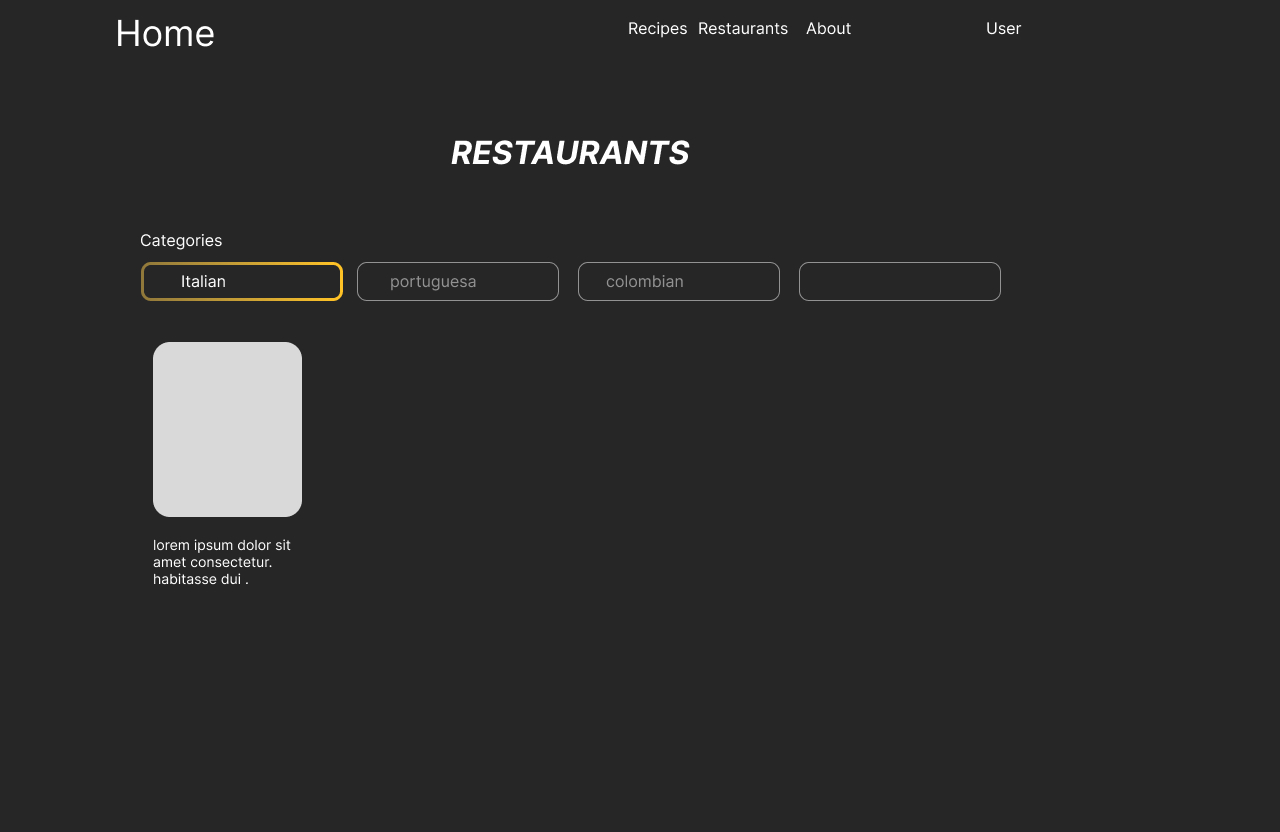 Home
Recipes Restaurants About User
RESTAURANTS
Categories
Italian portuguesa colombian
lorem ipsum dolor sit
amet consectetur.
habitasse dui .